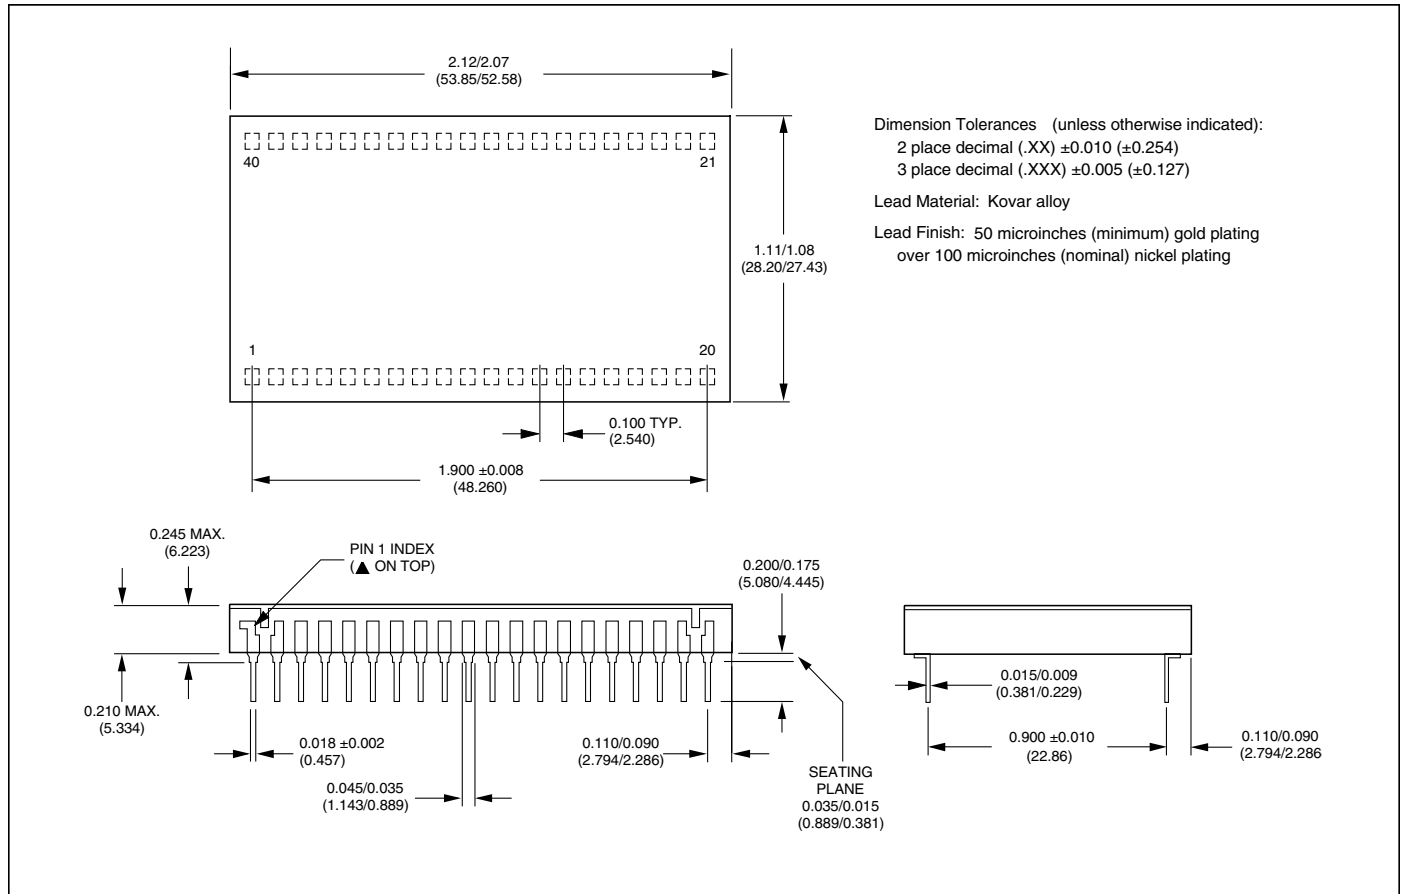 2.12/2.07
(53.85/52.58)
40
21
1.11/1.08
(28.20/27.43)
1
20
0.100 TYP.
(2.540)
1.900 ±0.008
(48.260)
Dimension Tolerances (unless otherwise indicated):
2 place decimal (.XX) ±0.010 (±0.254)
3 place decimal (.XXX) ±0.005 (±0.127)
Lead Material: Kovar alloy
Lead Finish: 50 microinches (minimum) gold plating
over 100 microinches (nominal) nickel plating
0.245 MAX.
(6.223)
PIN 1 INDEX
(▲ ON TOP)
0.200/0.175
(5.080/4.445)
0.210 MAX.
(5.334)
0.018 ±0.002
(0.457)
0.045/0.035
(1.143/0.889)
0.110/0.090
(2.794/2.286)
SEATING
PLANE
0.035/0.015
(0.889/0.381)
0.015/0.009
(0.381/0.229)
0.900 ±0.010
(22.86)
0.110/0.090
(2.794/2.286